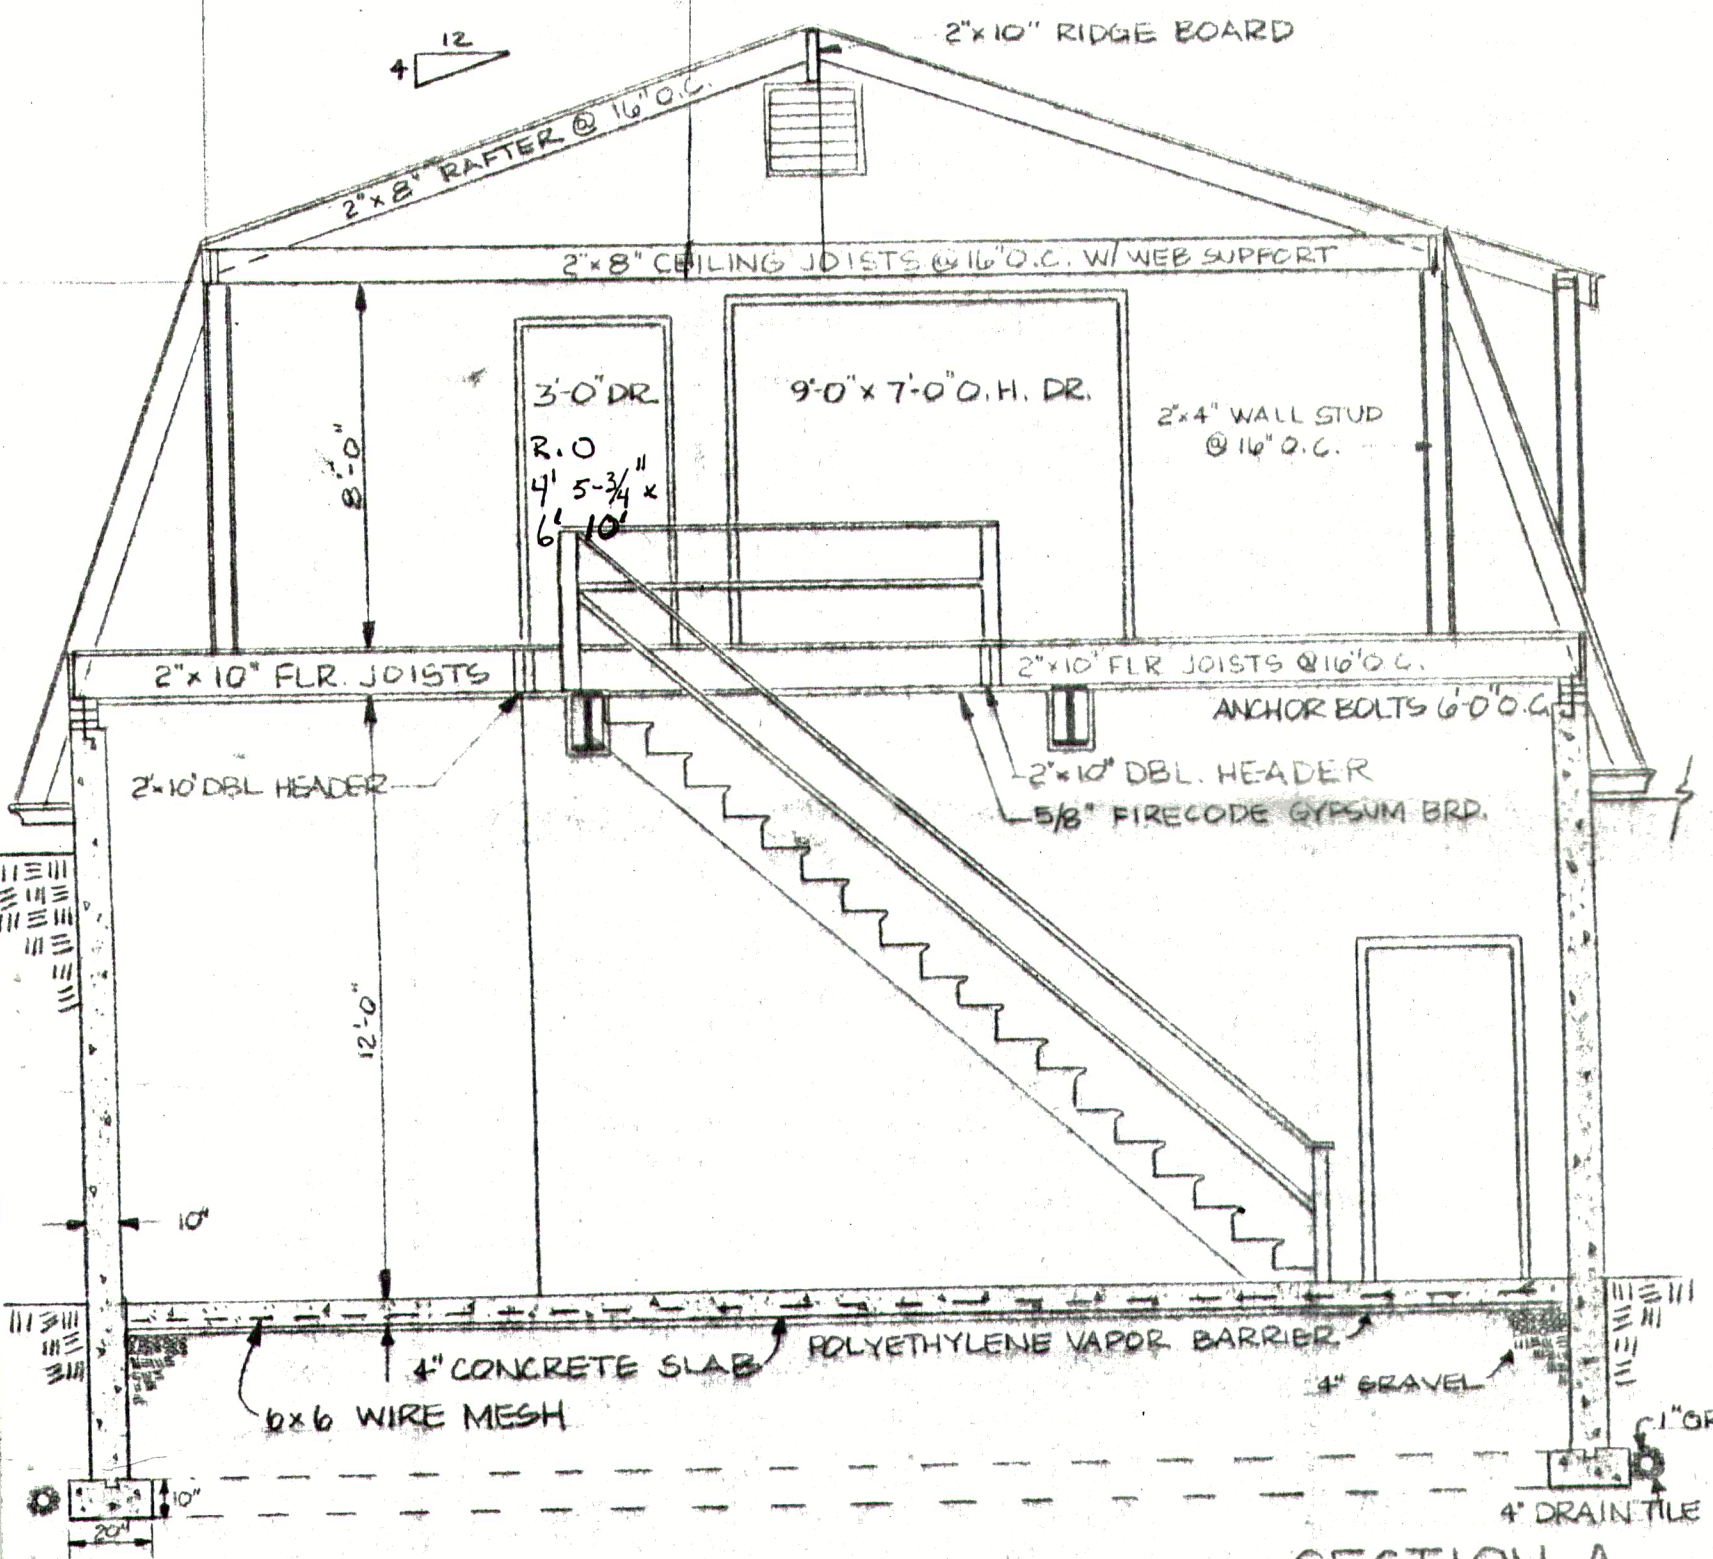 2"x10" RIDGE BOARD
12
4
2"x8" RAFTER @ 16" O.C.
2"x8" CEILING JOISTS @ 16" O.C. W/ WEB SUPPORT
3'-0" DR.
9'-0" x 7'-0" O.H. DR.
2"x4" WALL STUD
@ 16" O.C.
R.O
4' 5-3/4" x
6' 10"
8'-0"
2"x10" FLR. JOISTS
2"x10" FLR JOISTS @ 16" O.C.
ANCHOR BOLTS 6'-0" O.C.
2"x10" DBL HEADER
2"x10" DBL. HEADER
5/8" FIRECODE GYPSUM BRD.
12'-0"
10"
POLYETHYLENE VAPOR BARRIER
4" CONCRETE SLAB
4" GRAVEL
6x6 WIRE MESH
1" GR
10"
20"
4" DRAIN TILE
SECTION A